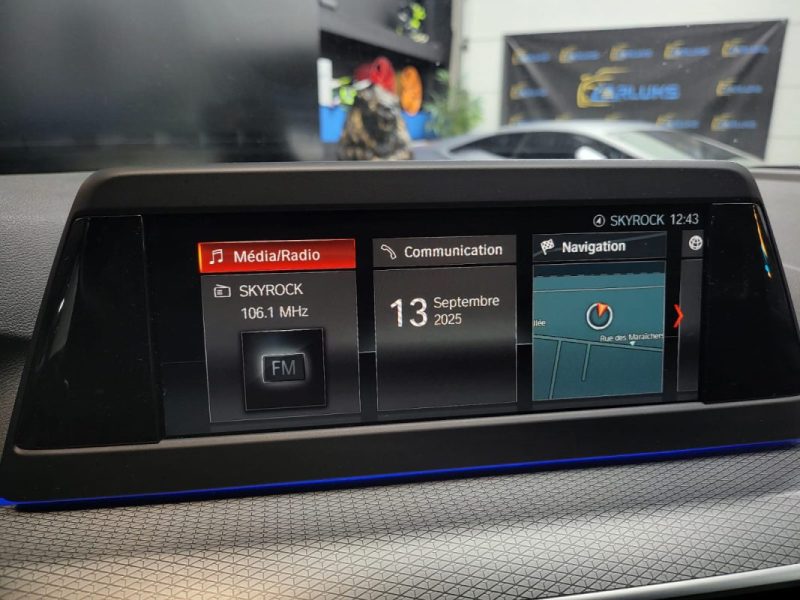 CARLUKS
SKYROCK 12:43
Média/Radio
SKYROCK
106.1 MHz
FM
Communication
13 Septembre
2025
Navigation
llée
Rue des Maraîchers